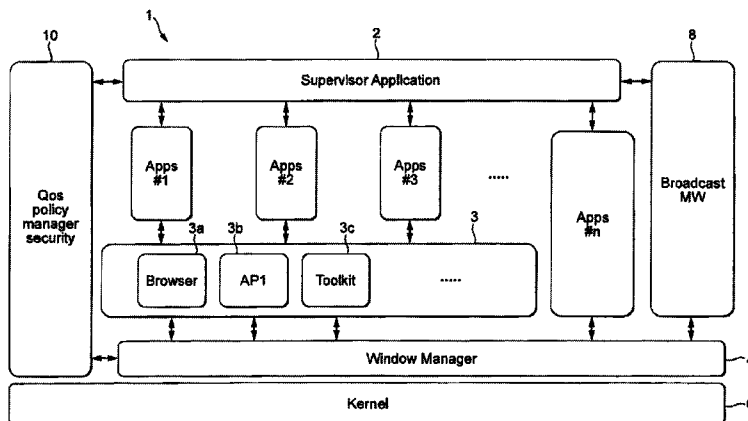 1
10
2
8
Supervisor Application
Apps
#1
Apps
#2
Apps
#3
.....
Apps
#n
Qos
policy
manager
security
Broadcast
MW
3a
3b
3c
3
Browser
AP1
Toolkit
.....
Window Manager
Kernel